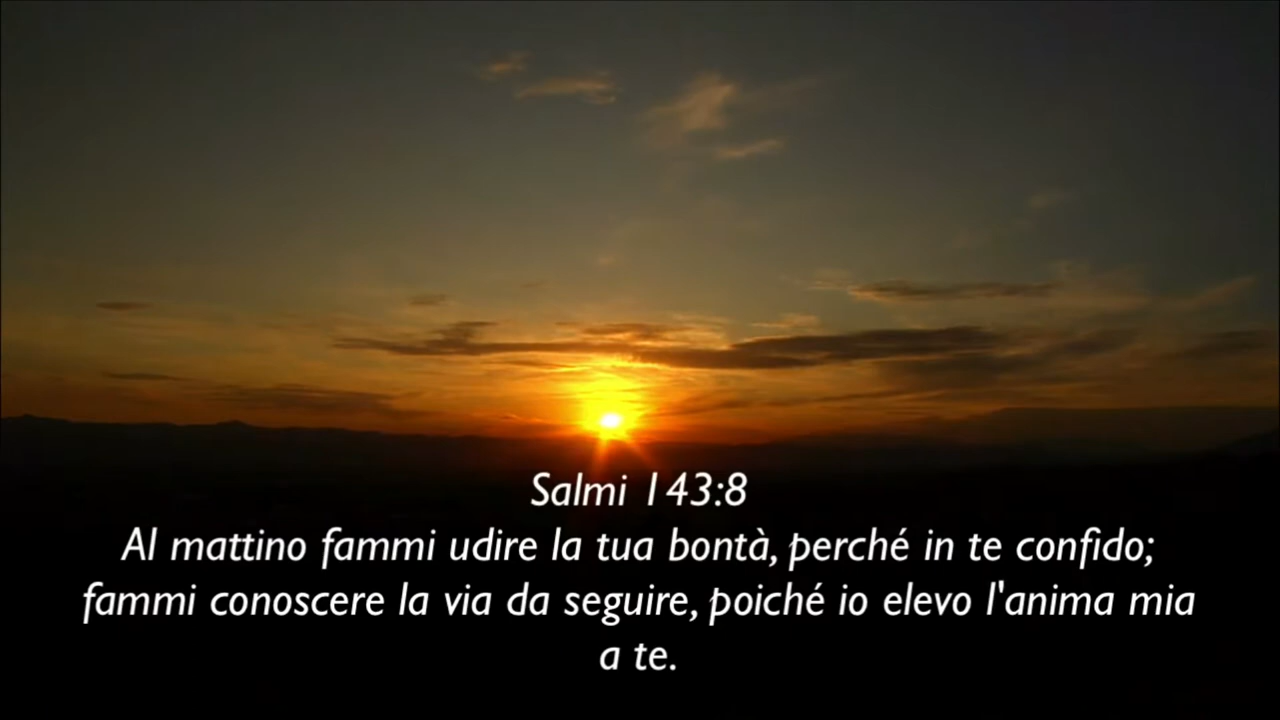 Salmi 143:8
Al mattino fammi udire la tua bontà, perché in te confido;
fammi conoscere la via da seguire, poiché io elevo l'anima mia
a te.